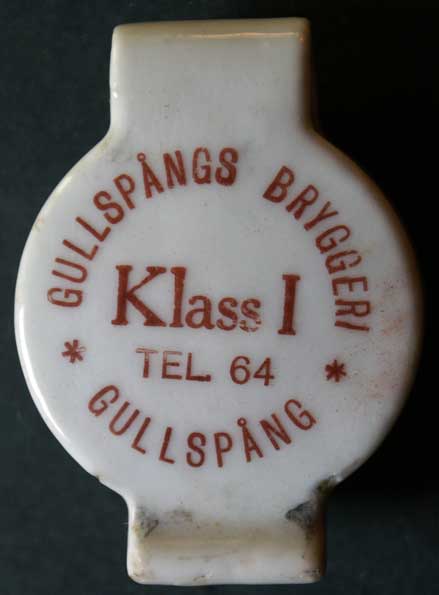 GULLSPÅNGS BRYGGERI
Klass I
TEL. 64
* GULLSPÅNG *